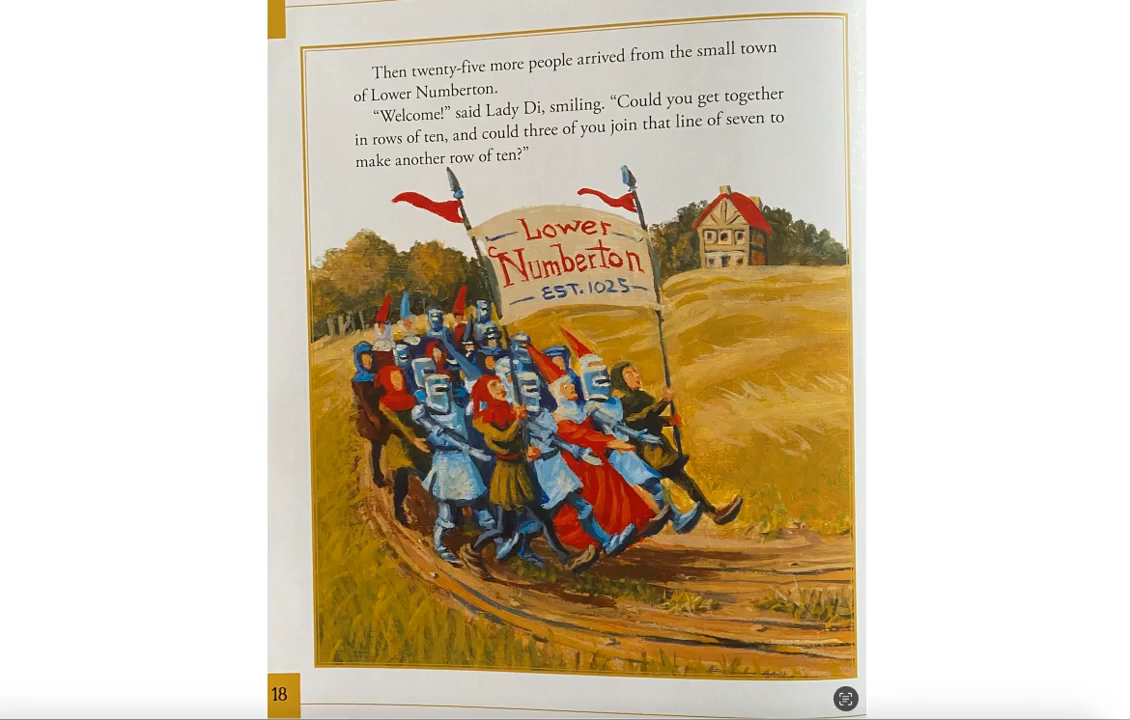 Then twenty-five more people arrived from the small town
of Lower Numberton.
“Welcome!” said Lady Di, smiling. “Could you get together
in rows of ten, and could three of you join that line of seven to
make another row of ten?”
Lower
Numberton
EST. 1025
18